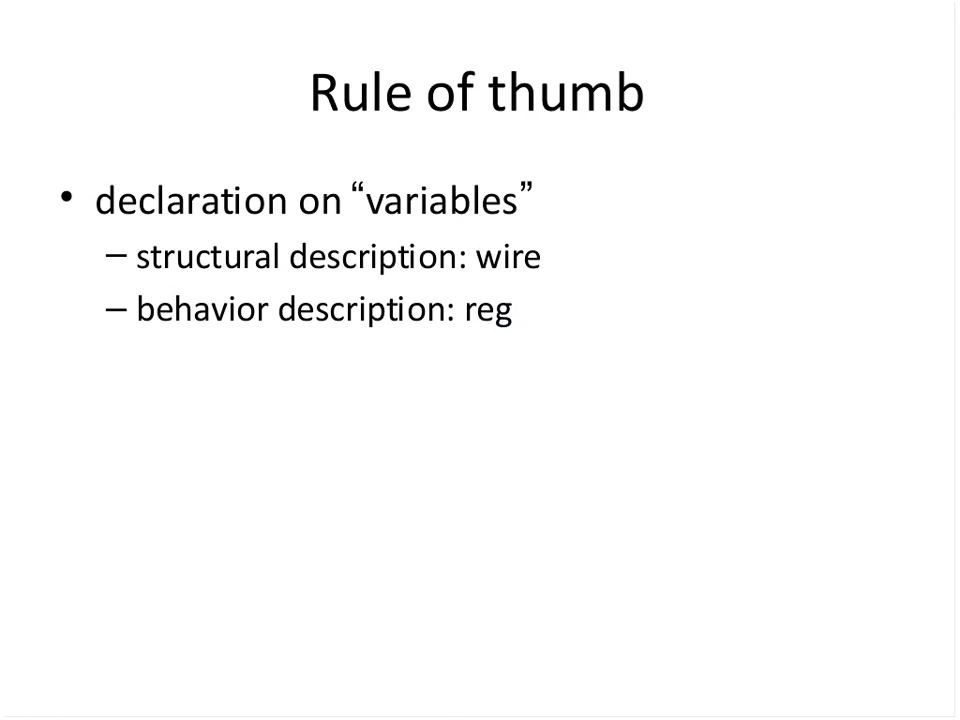 Rule of thumb
• declaration on “variables”
– structural description: wire
– behavior description: reg